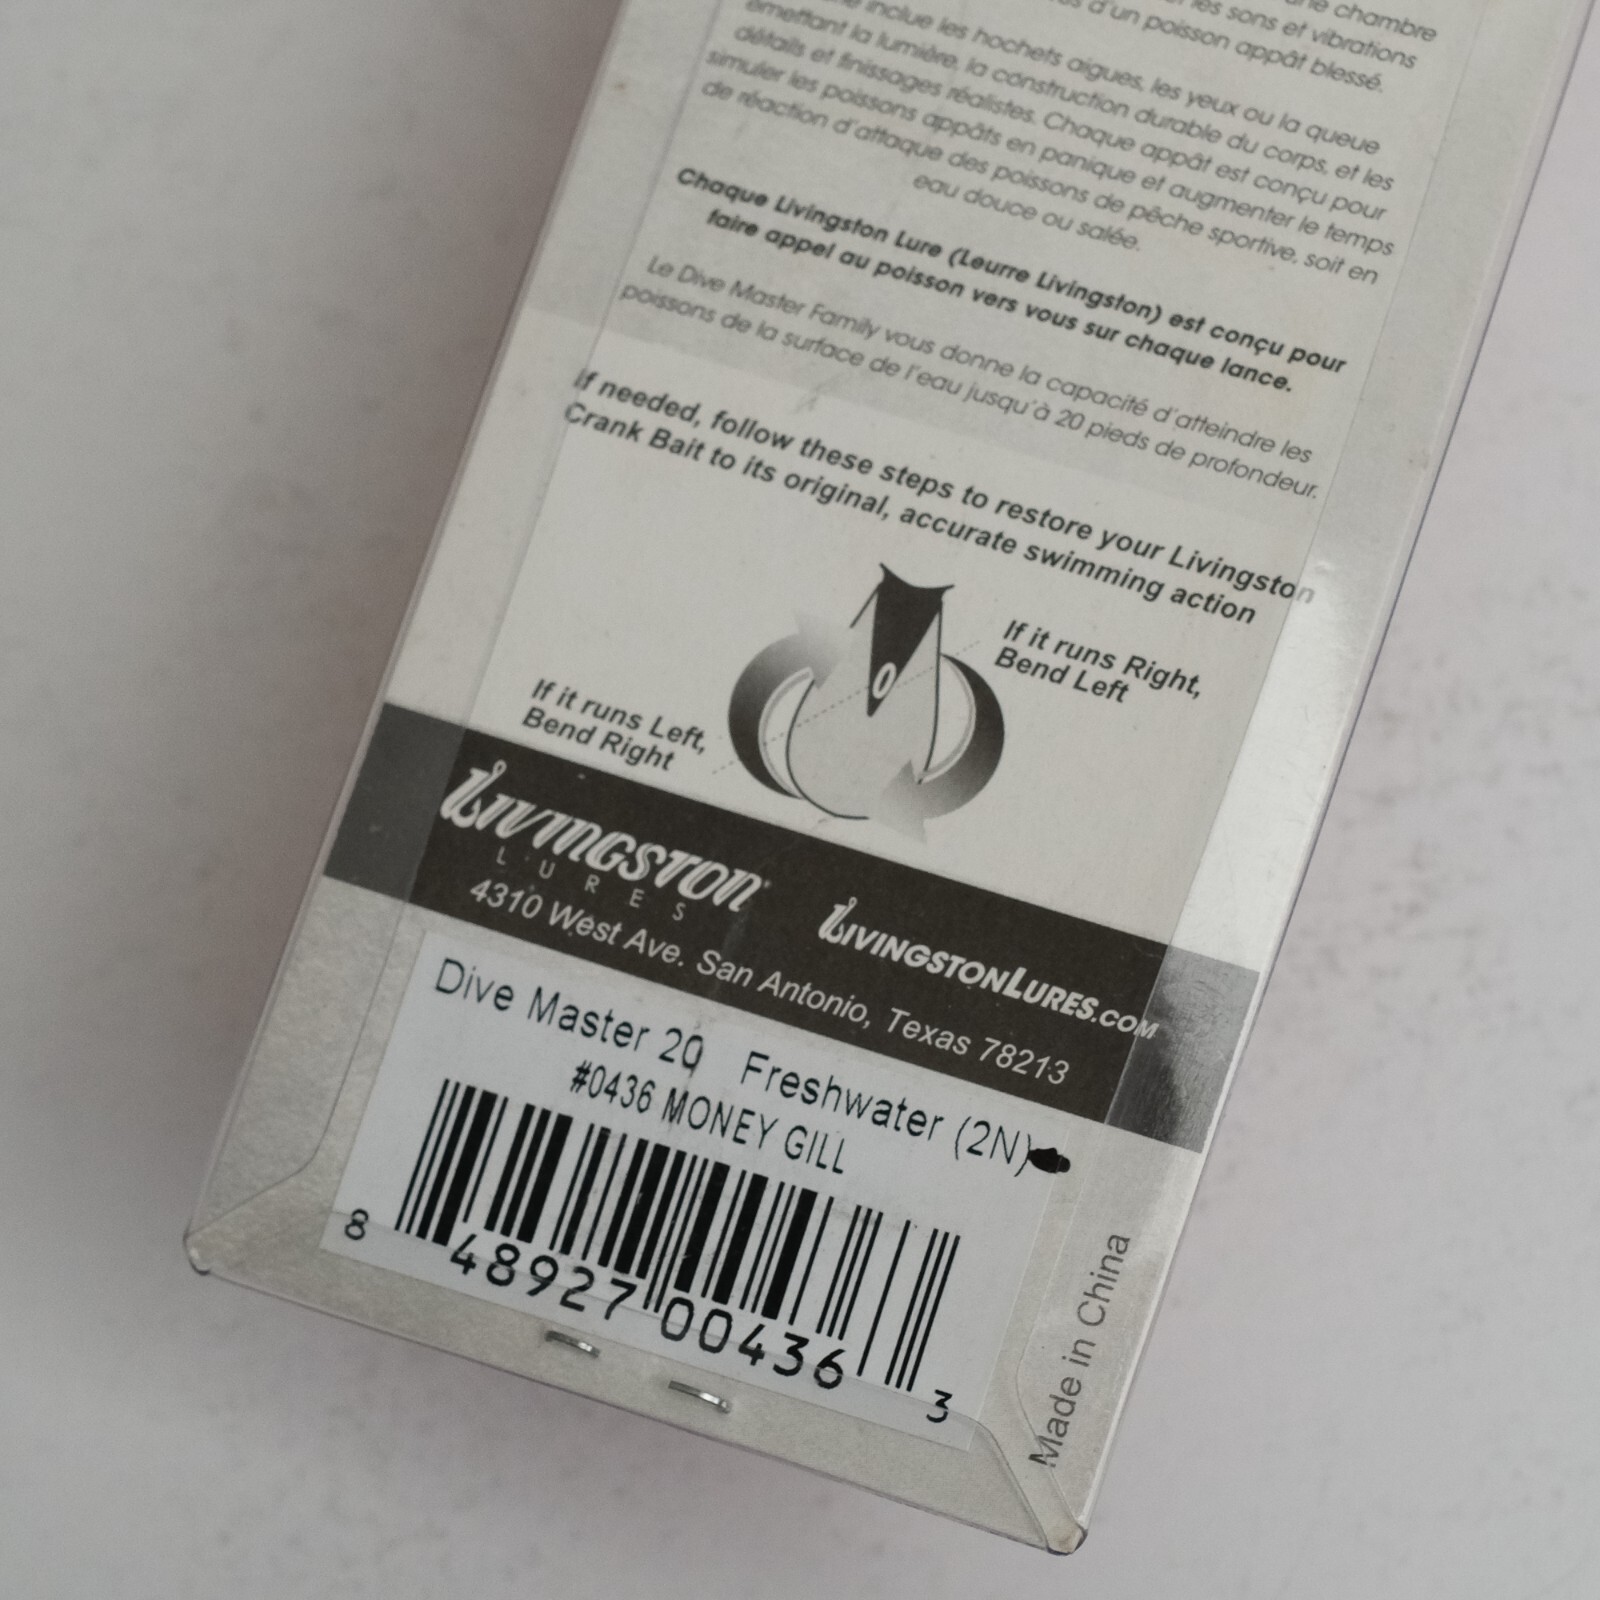 une chambre
les sons et vibrations
d'un poisson appât blessé.
inclue les hochets aigues, les yeux ou la queue
émettant la lumière, la construction durable du corps, et les
détails et finissages réalistes. Chaque appât est conçu pour
simuler les poissons appâts en panique et augmenter le temps
de réaction d'attaque des poissons de pêche sportive, soit en
eau douce ou salée.
Chaque Livingston Lure (Leurre Livingston) est conçu pour
faire appel au poisson vers vous sur chaque lance.
Le Dive Master Family vous donne la capacité d'atteindre les
poissons de la surface de l'eau jusqu'à 20 pieds de profondeur.
If needed, follow these steps to restore your Livingston
Crank Bait to its original, accurate swimming action
If it runs Right,
Bend Left
If it runs Left,
Bend Right
LIVINGSTON
LURES
LIVINGSTONLURES.COM
4310 West Ave. San Antonio, Texas 78213
Dive Master 20 Freshwater (2N)
#0436 MONEY GILL
8 48927 00436 3
Made in China